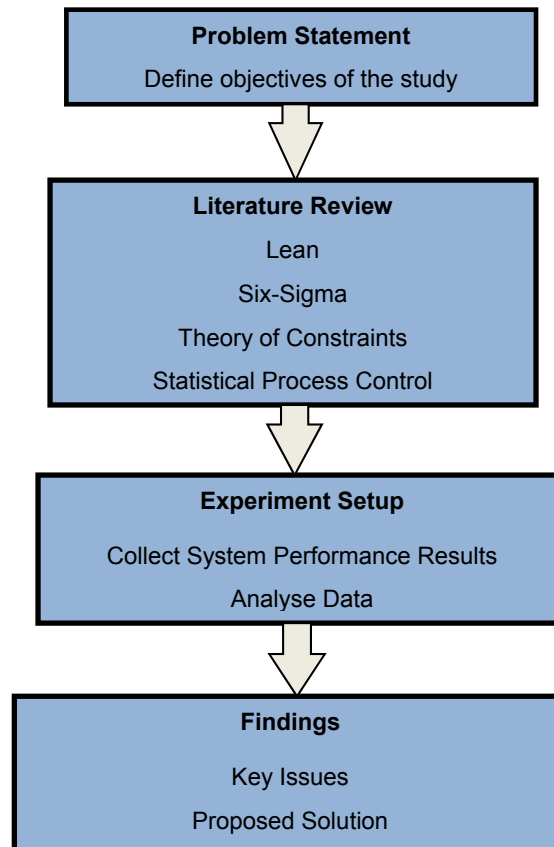 Problem Statement
Define objectives of the study
Literature Review
Lean
Six-Sigma
Theory of Constraints
Statistical Process Control
Experiment Setup
Collect System Performance Results
Analyse Data
Findings
Key Issues
Proposed Solution